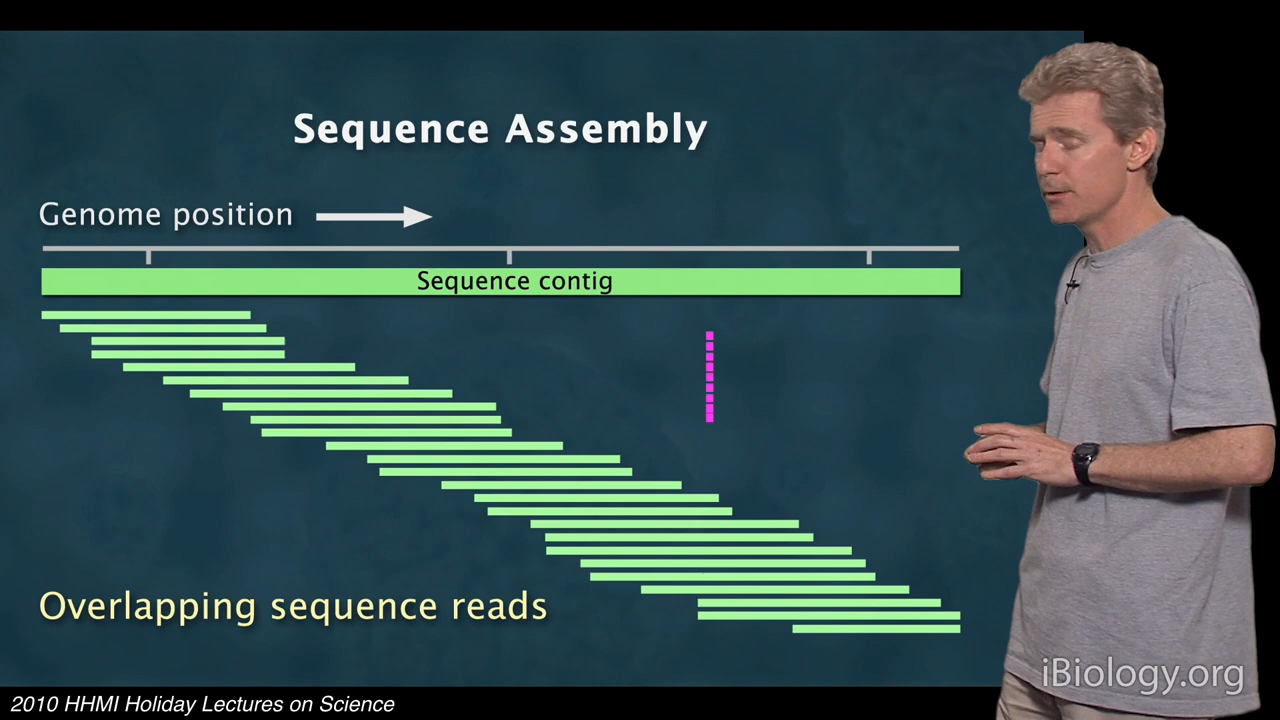 Sequence Assembly
Genome position
Sequence contig
Overlapping sequence reads
iBiology.org
2010 HHMI Holiday Lectures on Science